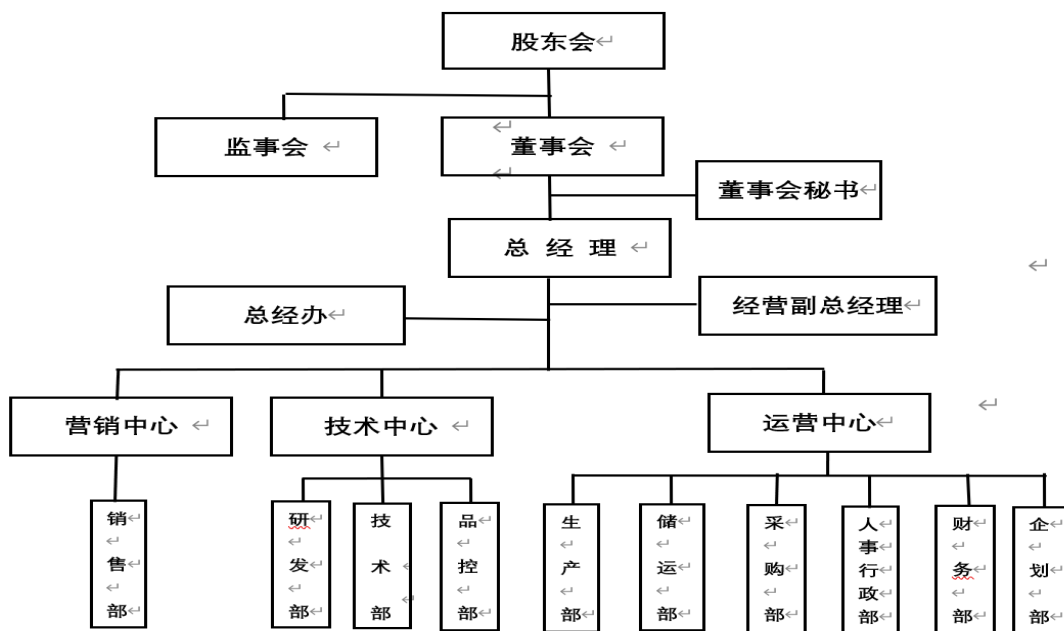 股东会
监事会
董事会
董事会秘书
总 经 理
总经办
经营副总经理
营销中心
技术中心
运营中心
销售部
研发部
技术部
品控部
生产部
储运部
采购部
人事行政部
财务部
企划部